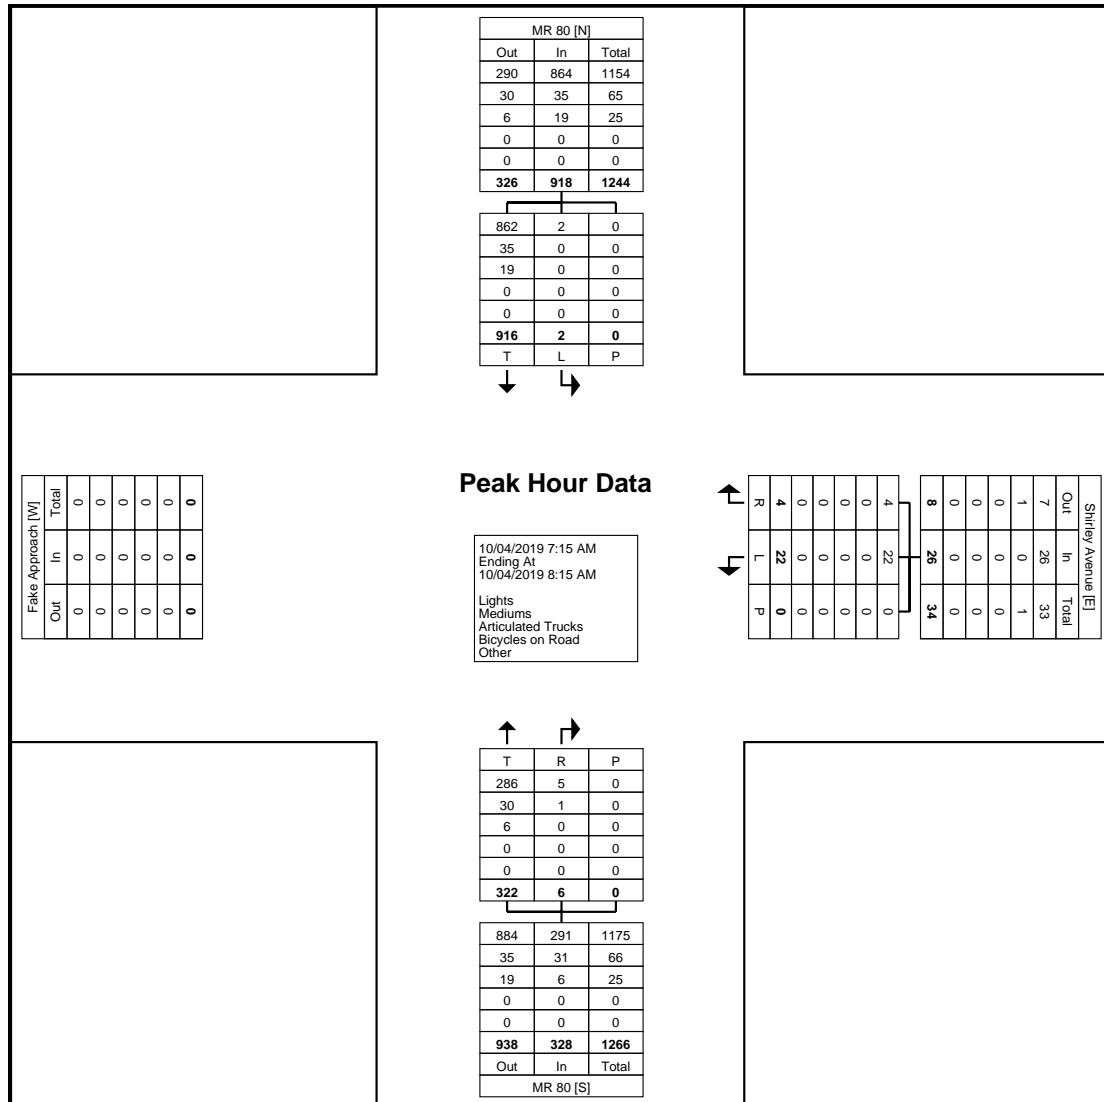 MR 80 [N]
Out In Total
290 864 1154
30 35 65
6 19 25
0 0 0
0 0 0
326 918 1244
862 2 0
35 0 0
19 0 0
0 0 0
0 0 0
916 2 0
T L P
Fake Approach [W]
Total 0 0 0 0 0 0
In 0 0 0 0 0 0
Out 0 0 0 0 0 0
Peak Hour Data
10/04/2019 7:15 AM
Ending At
10/04/2019 8:15 AM
Lights
Mediums
Articulated Trucks
Bicycles on Road
Other
Shirley Avenue [E]
Out In Total
7 26 33
1 0 1
0 0 0
0 0 0
0 0 0
8 26 34
4 22 0
0 0 0
0 0 0
0 0 0
0 0 0
4 22 0
R L P
T R P
286 5 0
30 1 0
6 0 0
0 0 0
0 0 0
322 6 0
884 291 1175
35 31 66
19 6 25
0 0 0
0 0 0
938 328 1266
Out In Total
MR 80 [S]